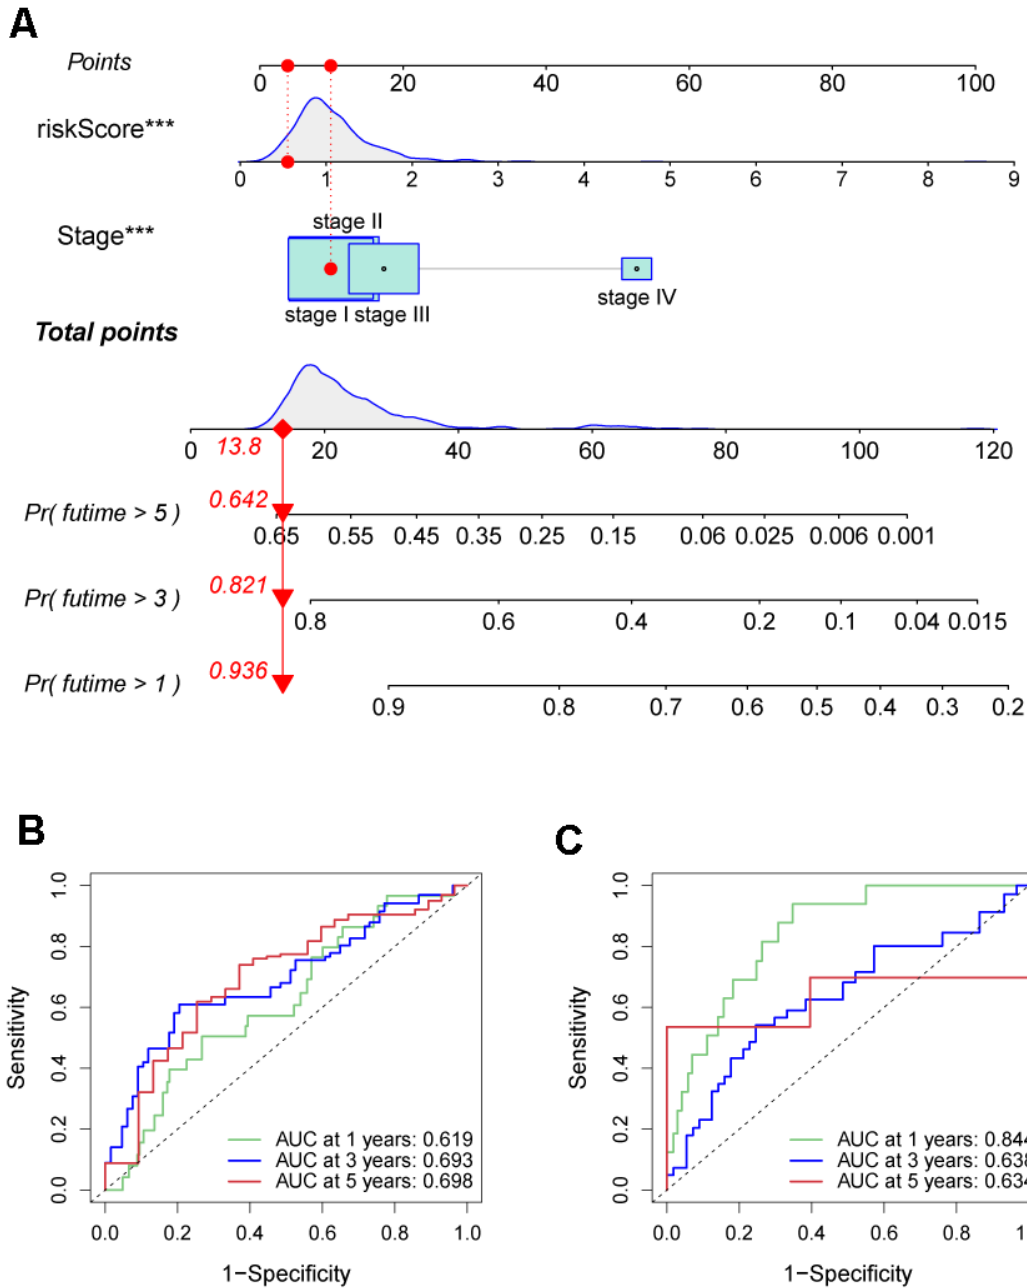 A
Points
0 20 40 60 80 100
riskScore***
0 1 2 3 4 5 6 7 8 9
Stage***
stage II
stage I stage III
stage IV
Total points
0 20 40 60 80 100 120
13.8
0.642
Pr( futime > 5 )
0.65 0.55 0.45 0.35 0.25 0.15 0.06 0.025 0.006 0.001
0.821
Pr( futime > 3 )
0.8 0.6 0.4 0.2 0.1 0.04 0.015
0.936
Pr( futime > 1 )
0.9 0.8 0.7 0.6 0.5 0.4 0.3 0.2
B
Sensitivity
1.0
0.8
0.6
0.4
0.2
0.0
AUC at 1 years: 0.619
AUC at 3 years: 0.693
AUC at 5 years: 0.698
0.0 0.2 0.4 0.6 0.8 1.0
1−Specificity
C
Sensitivity
1.0
0.8
0.6
0.4
0.2
0.0
AUC at 1 years: 0.844
AUC at 3 years: 0.638
AUC at 5 years: 0.634
0.0 0.2 0.4 0.6 0.8
1−Specificity